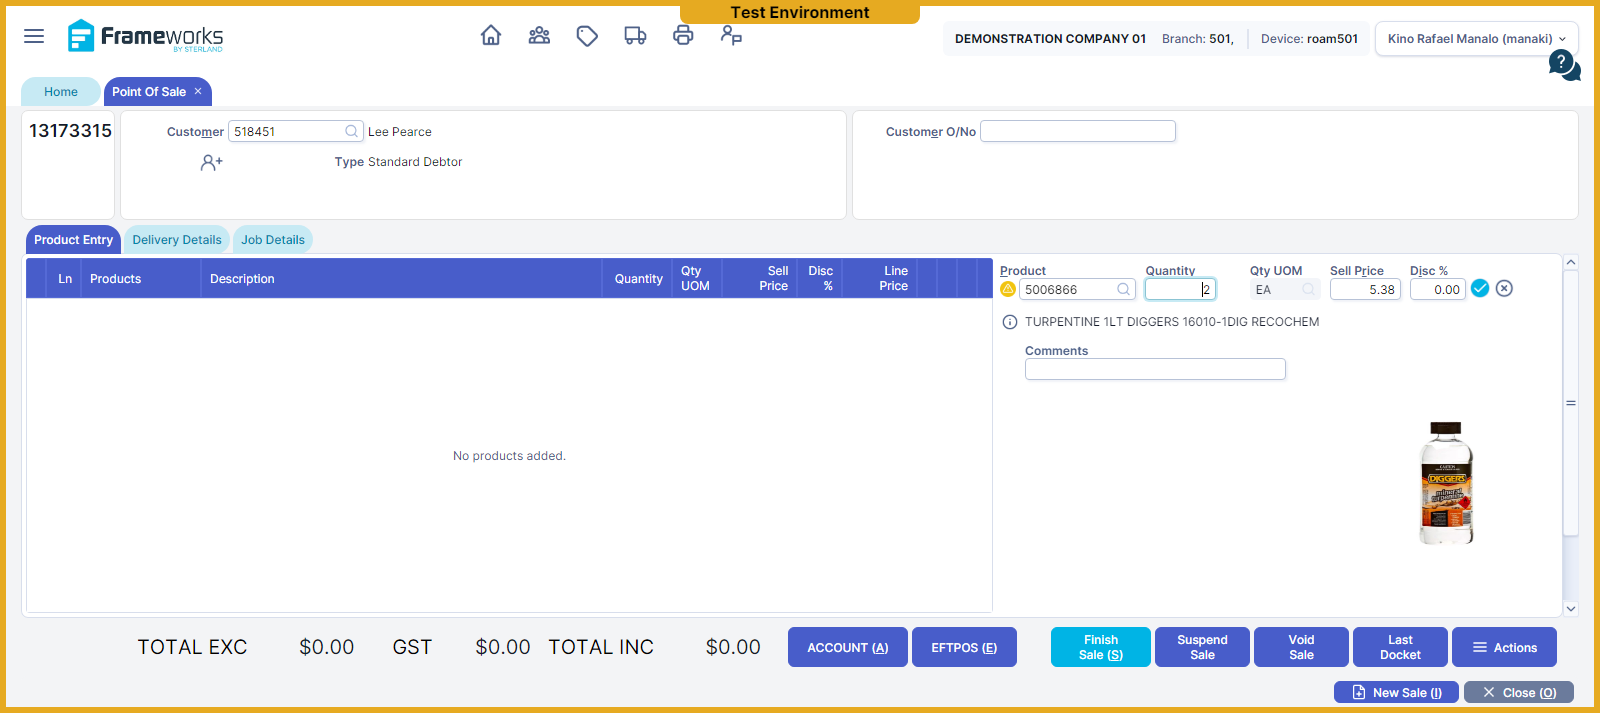 Test Environment
Frameworks
BY STERLAND
DEMONSTRATION COMPANY 01 Branch: 501, Device: roam501
Kino Rafael Manalo (manaki)
?
Home
Point Of Sale ×
13173315
Customer 518451 Lee Pearce
Type Standard Debtor
Customer O/No
Product Entry Delivery Details Job Details
Ln Products Description Quantity Qty UOM Sell Price Disc % Line Price
No products added.
Product Quantity Qty UOM Sell Price Disc %
5006866 2 EA 5.38 0.00
TURPENTINE 1LT DIGGERS 16010-1DIG RECOCHEM
Comments
DIGGERS
TOTAL EXC $0.00 GST $0.00 TOTAL INC $0.00
ACCOUNT (A)
EFTPOS (E)
Finish Sale (S)
Suspend Sale
Void Sale
Last Docket
Actions
New Sale (I)
Close (O)